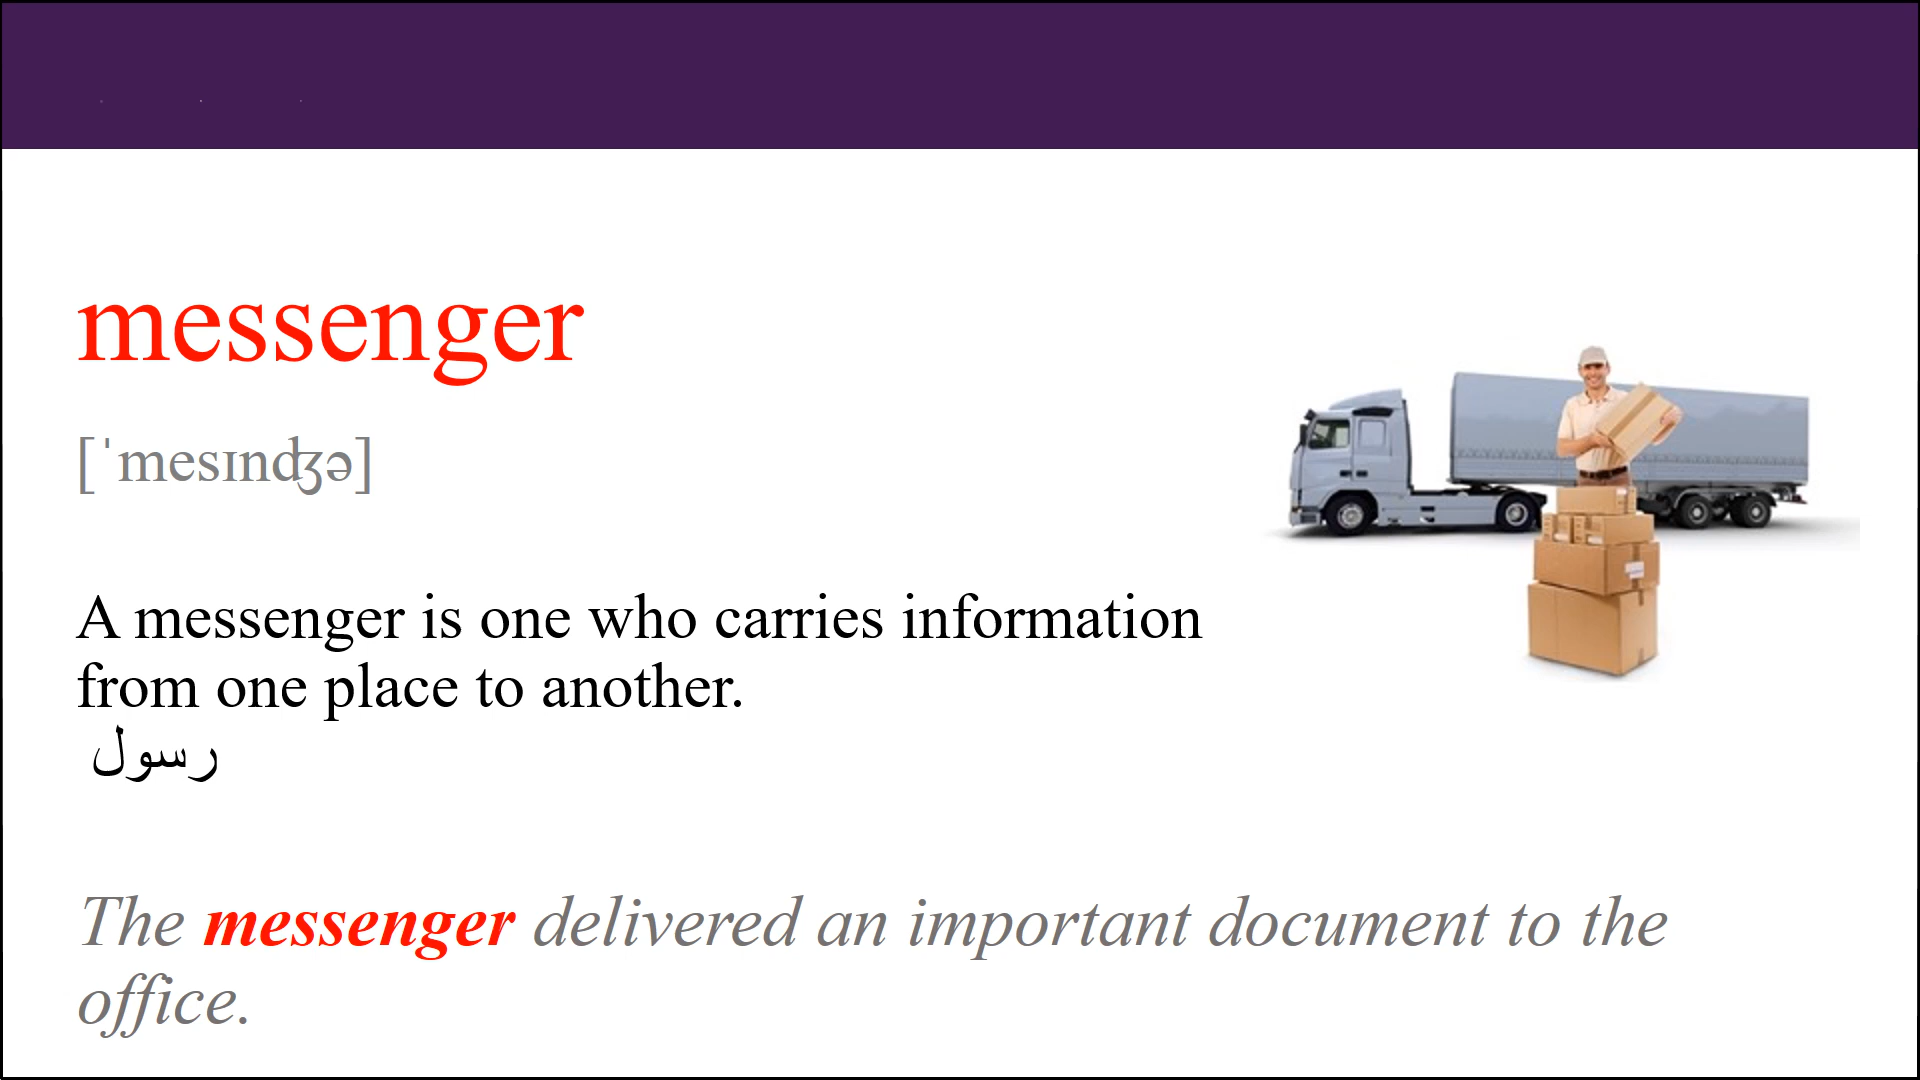 messenger
[ˈmesɪnʤə]
A messenger is one who carries information
from one place to another.
رسول
The messenger delivered an important document to the
office.